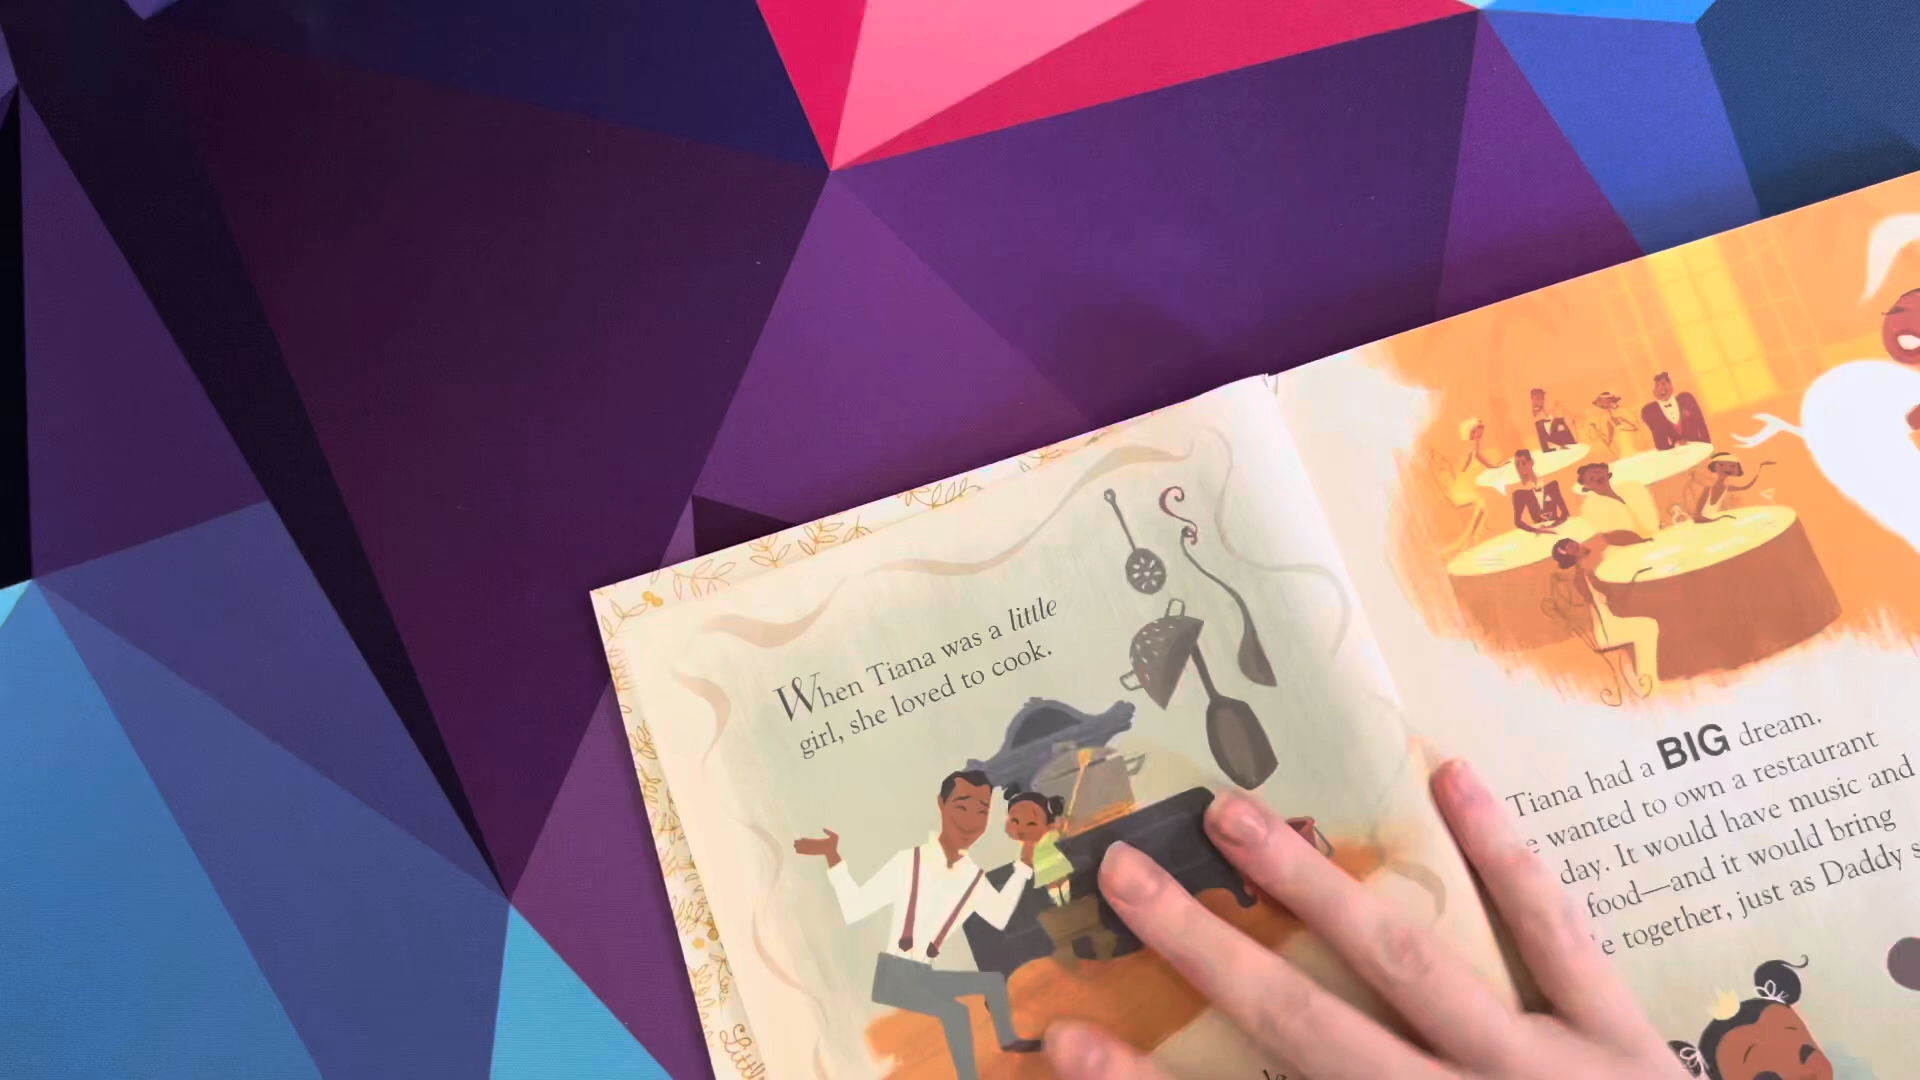 When Tiana was a little
girl, she loved to cook.
Tiana had a BIG dream.
wanted to own a restaurant
day. It would have music and
food—and it would bring
together, just as Daddy